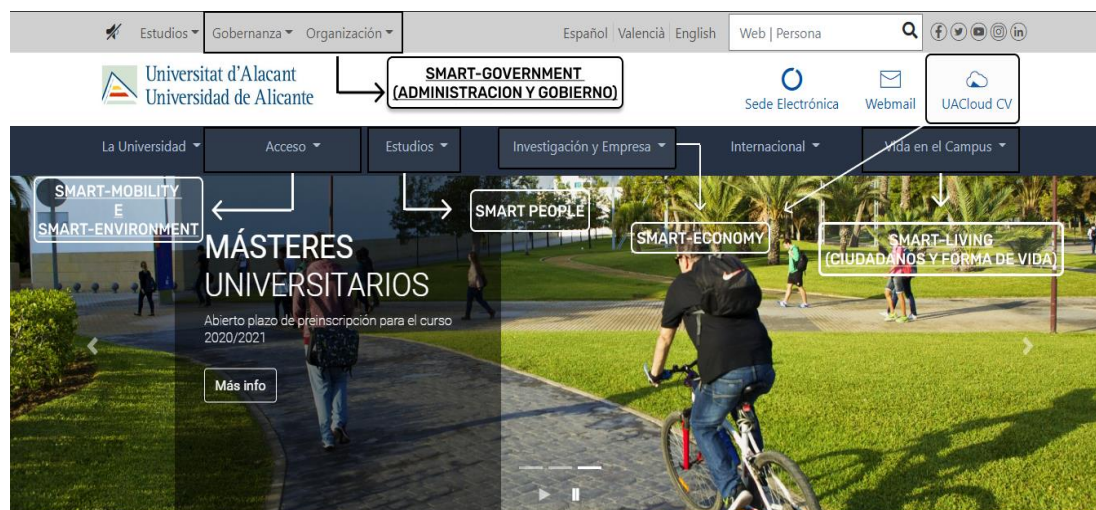 Estudios Gobernanza Organización Español Valencià English Web | Persona
Universitat d'Alacant
Universidad de Alicante
SMART-GOVERNMENT
(ADMINISTRACION Y GOBIERNO)
Sede Electrónica Webmail UACloud CV
La Universidad Acceso Estudios Investigación y Empresa Internacional Vida en el Campus
SMART-MOBILITY
E
SMART-ENVIRONMENT
SMART PEOPLE
SMART-ECONOMY
SMART-LIVING
(CIUDADANOS Y FORMA DE VIDA)
MÁSTERES
UNIVERSITARIOS
Abierto plazo de preinscripción para el curso
2020/2021
Más info